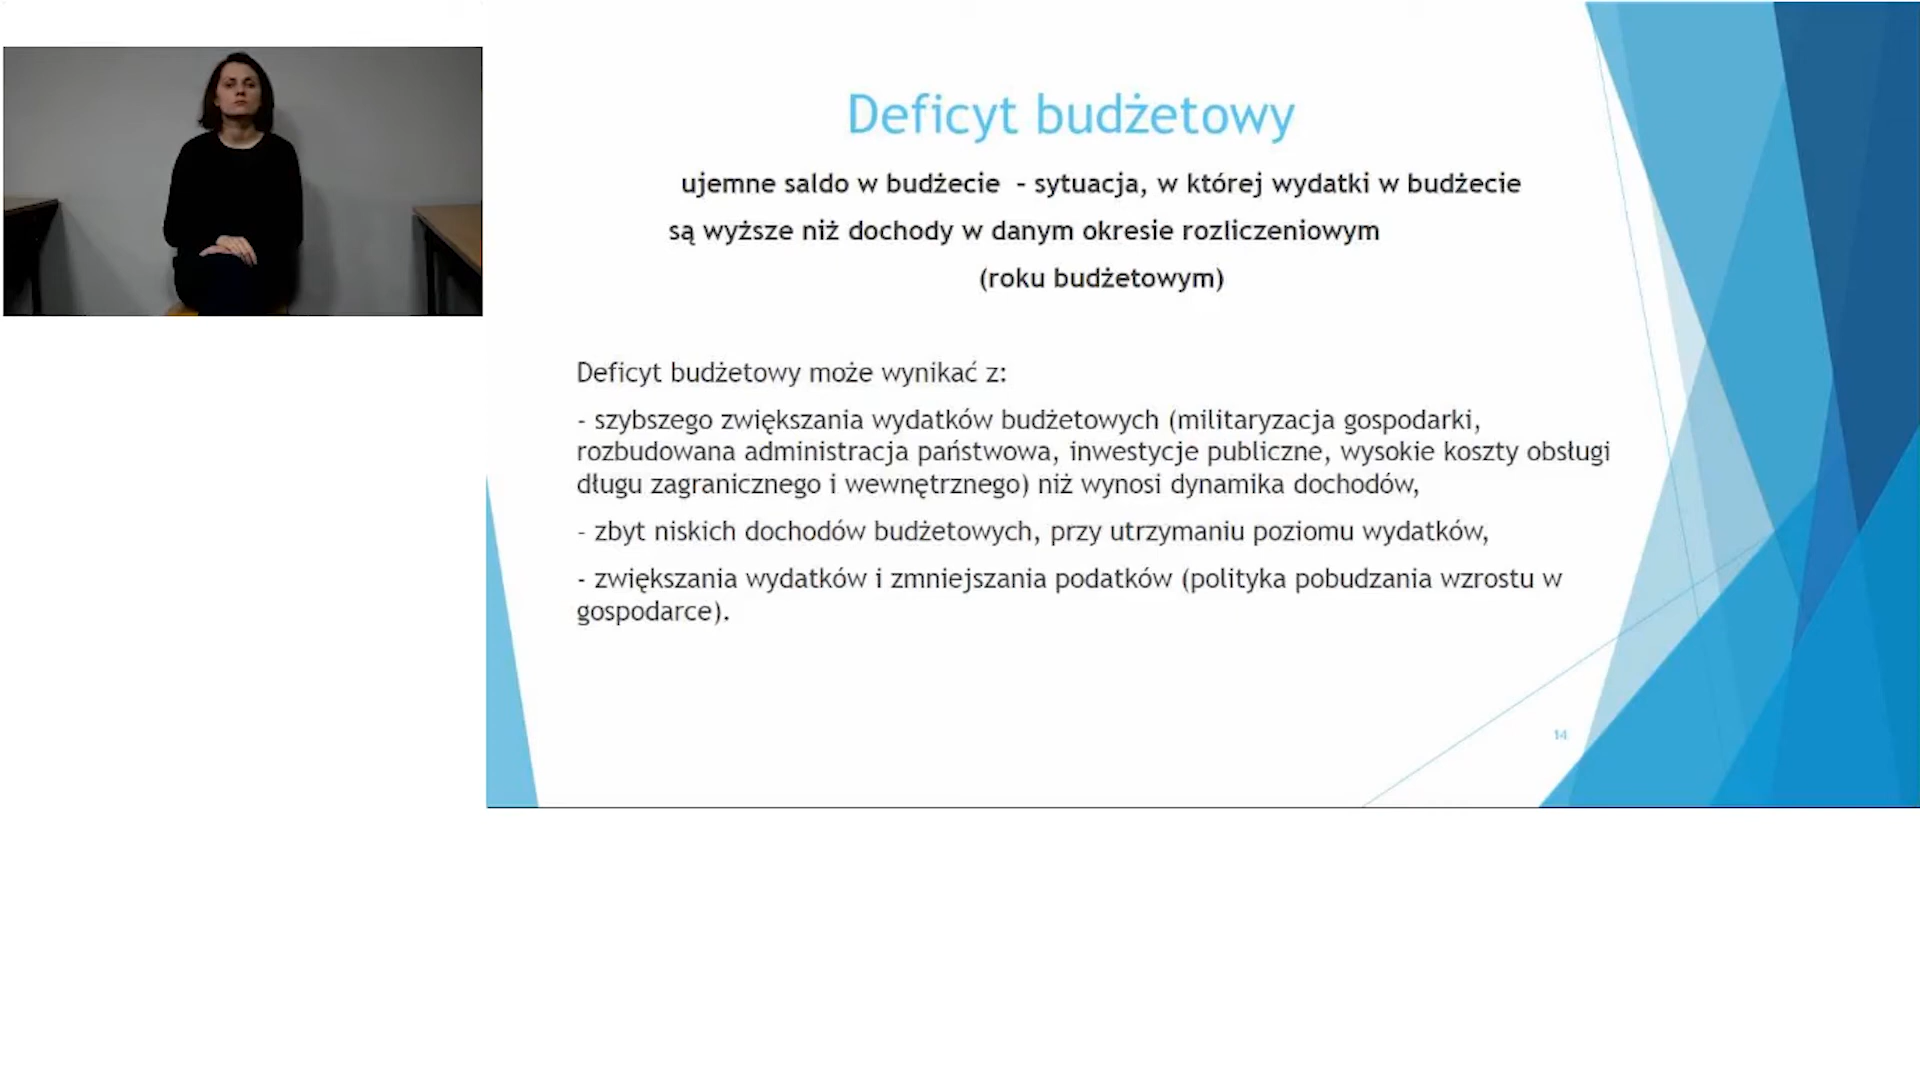 Deficyt budżetowy
ujemne saldo w budżecie - sytuacja, w której wydatki w budżecie
są wyższe niż dochody w danym okresie rozliczeniowym
(roku budżetowym)
Deficyt budżetowy może wynikać z:
- szybszego zwiększania wydatków budżetowych (militaryzacja gospodarki,
rozbudowana administracja państwowa, inwestycje publiczne, wysokie koszty obsługi
długu zagranicznego i wewnętrznego) niż wynosi dynamika dochodów,
- zbyt niskich dochodów budżetowych, przy utrzymaniu poziomu wydatków,
- zwiększania wydatków i zmniejszania podatków (polityka pobudzania wzrostu w
gospodarce).
14